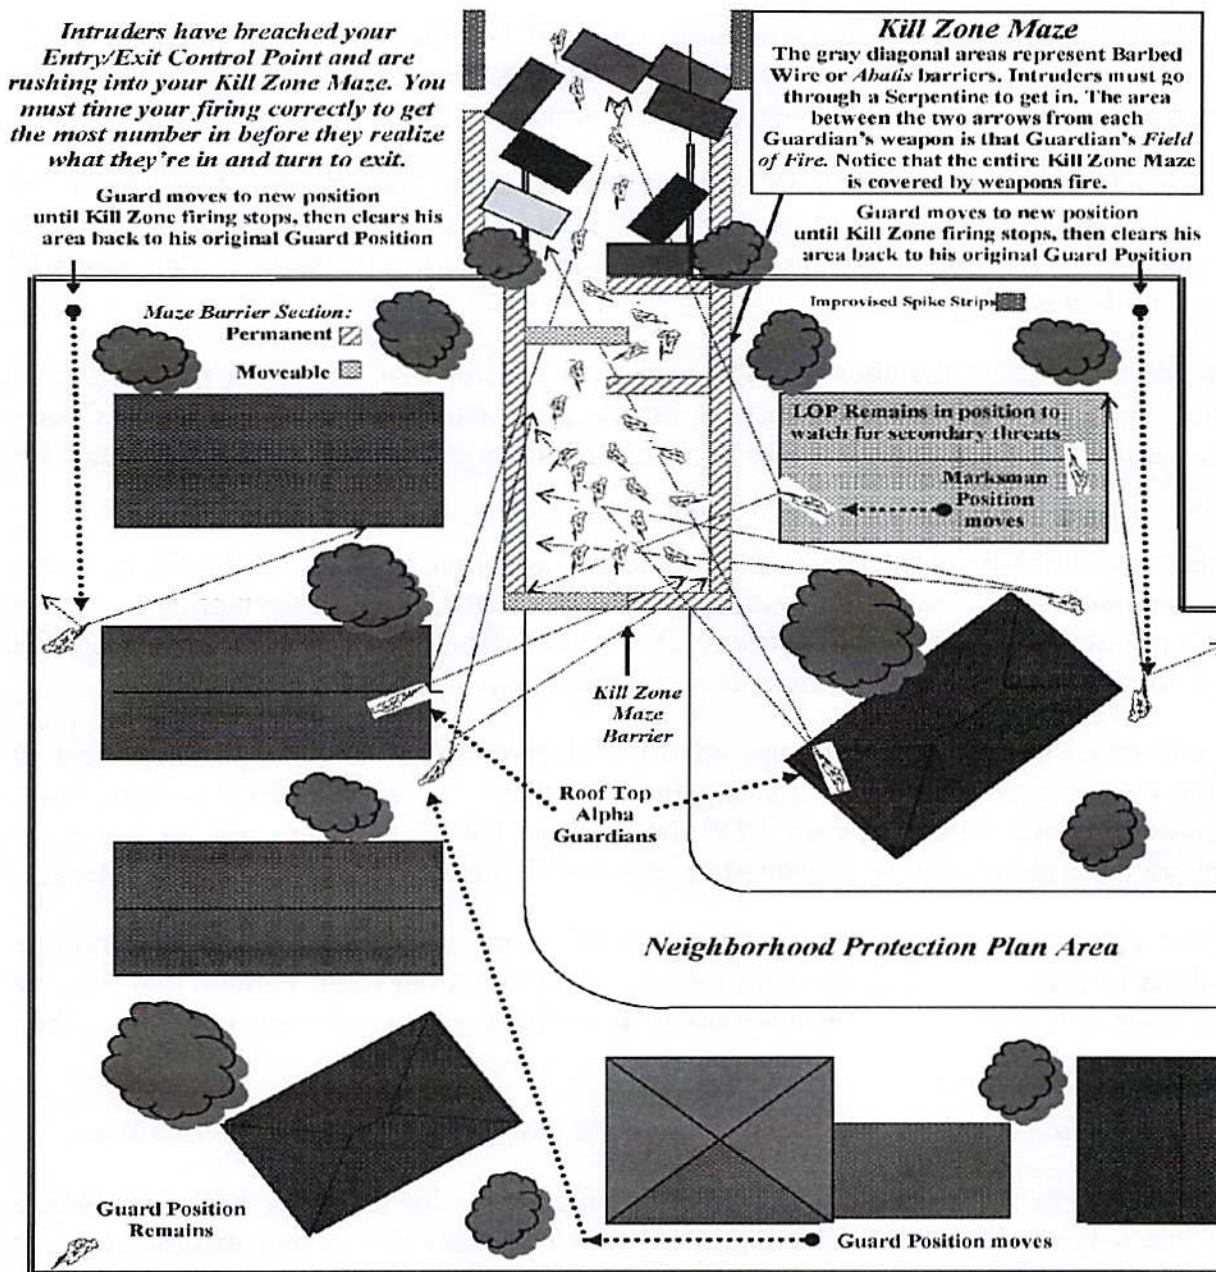 Intruders have breached your
Entry/Exit Control Point and are
rushing into your Kill Zone Maze. You
must time your firing correctly to get
the most number in before they realize
what they're in and turn to exit.
Guard moves to new position
until Kill Zone firing stops, then clears his
area back to his original Guard Position
Kill Zone Maze
The gray diagonal areas represent Barbed
Wire or Abatis barriers. Intruders must go
through a Serpentine to get in. The area
between the two arrows from each
Guardian's weapon is that Guardian's Field
of Fire. Notice that the entire Kill Zone Maze
is covered by weapons fire.
Guard moves to new position
until Kill Zone firing stops, then clears his
area back to his original Guard Position
Maze Barrier Section:
Permanent
Moveable
Improvised Spike Strips
LOP Remains in position to
watch for secondary threats
Marksman
Position
moves
Kill Zone
Maze
Barrier
Roof Top
Alpha
Guardians
Neighborhood Protection Plan Area
Guard Position
Remains
Guard Position moves